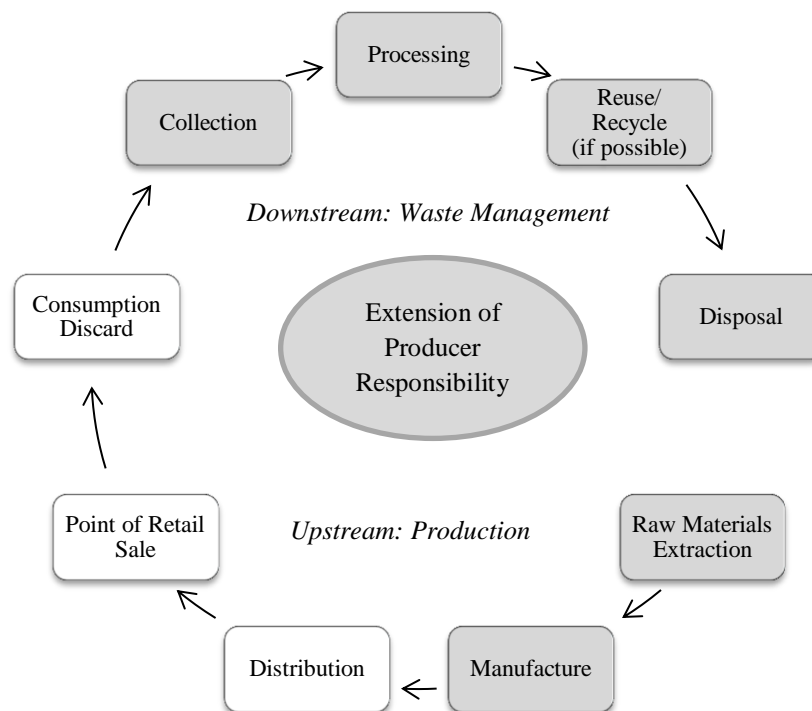 Processing
Collection
Reuse/
Recycle
(if possible)
Downstream: Waste Management
Consumption
Discard
Extension of
Producer
Responsibility
Disposal
Point of Retail
Sale
Upstream: Production
Raw Materials
Extraction
Distribution
Manufacture